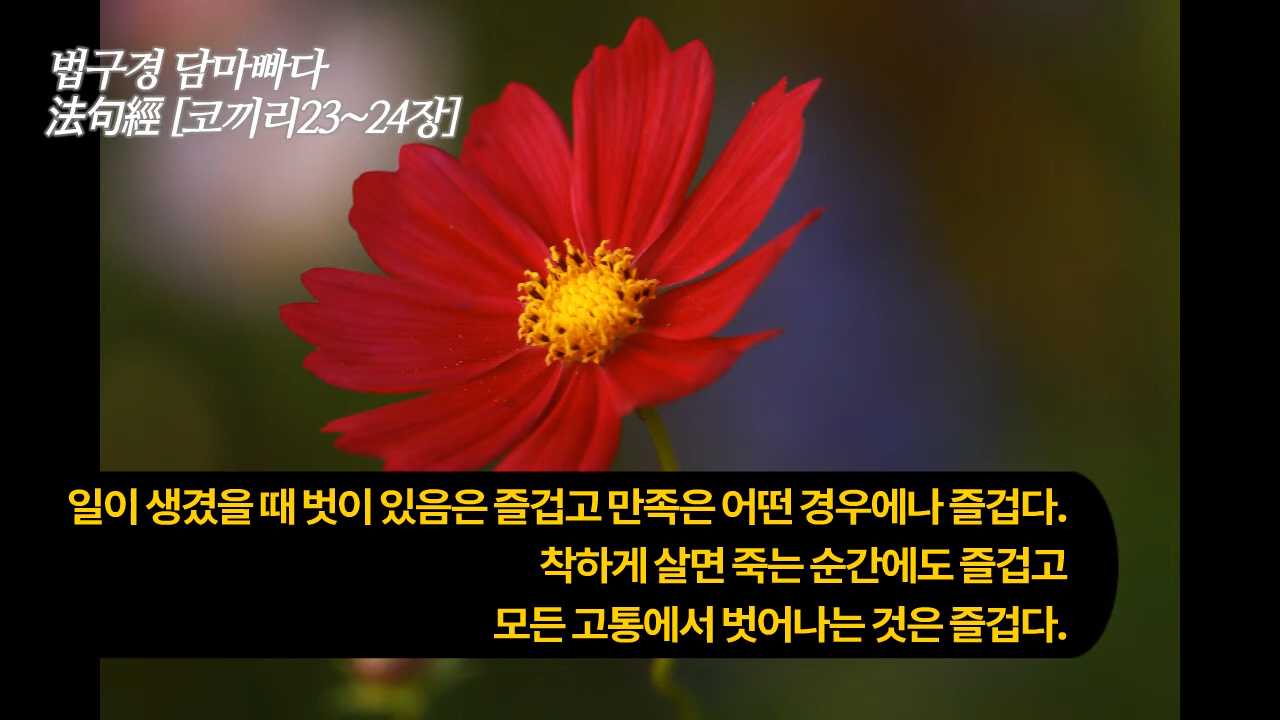 법구경 담마빠다
法句經 [코끼리23~24장]
일이 생겼을 때 벗이 있음은 즐겁고 만족은 어떤 경우에나 즐겁다.
착하게 살면 죽는 순간에도 즐겁고
모든 고통에서 벗어나는 것은 즐겁다.